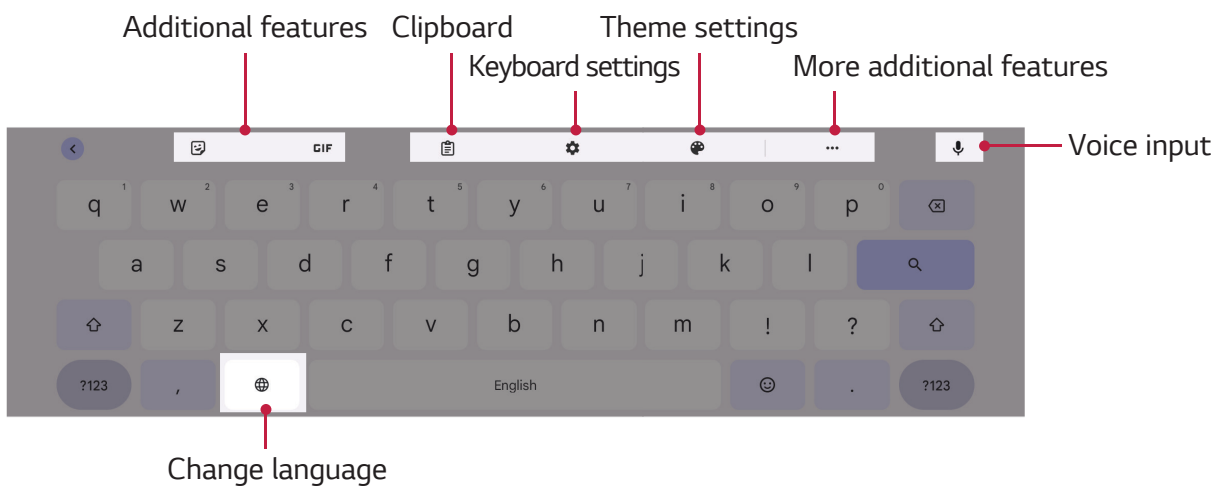 Additional features Clipboard Theme settings
Keyboard settings More additional features
GIF
Voice input
q 1 w 2 e 3 r 4 t 5 y 6 u 7 i 8 o 9 p 0
a s d f g h j k l
z x c v b n m ! ?
?123 , English . ?123
Change language